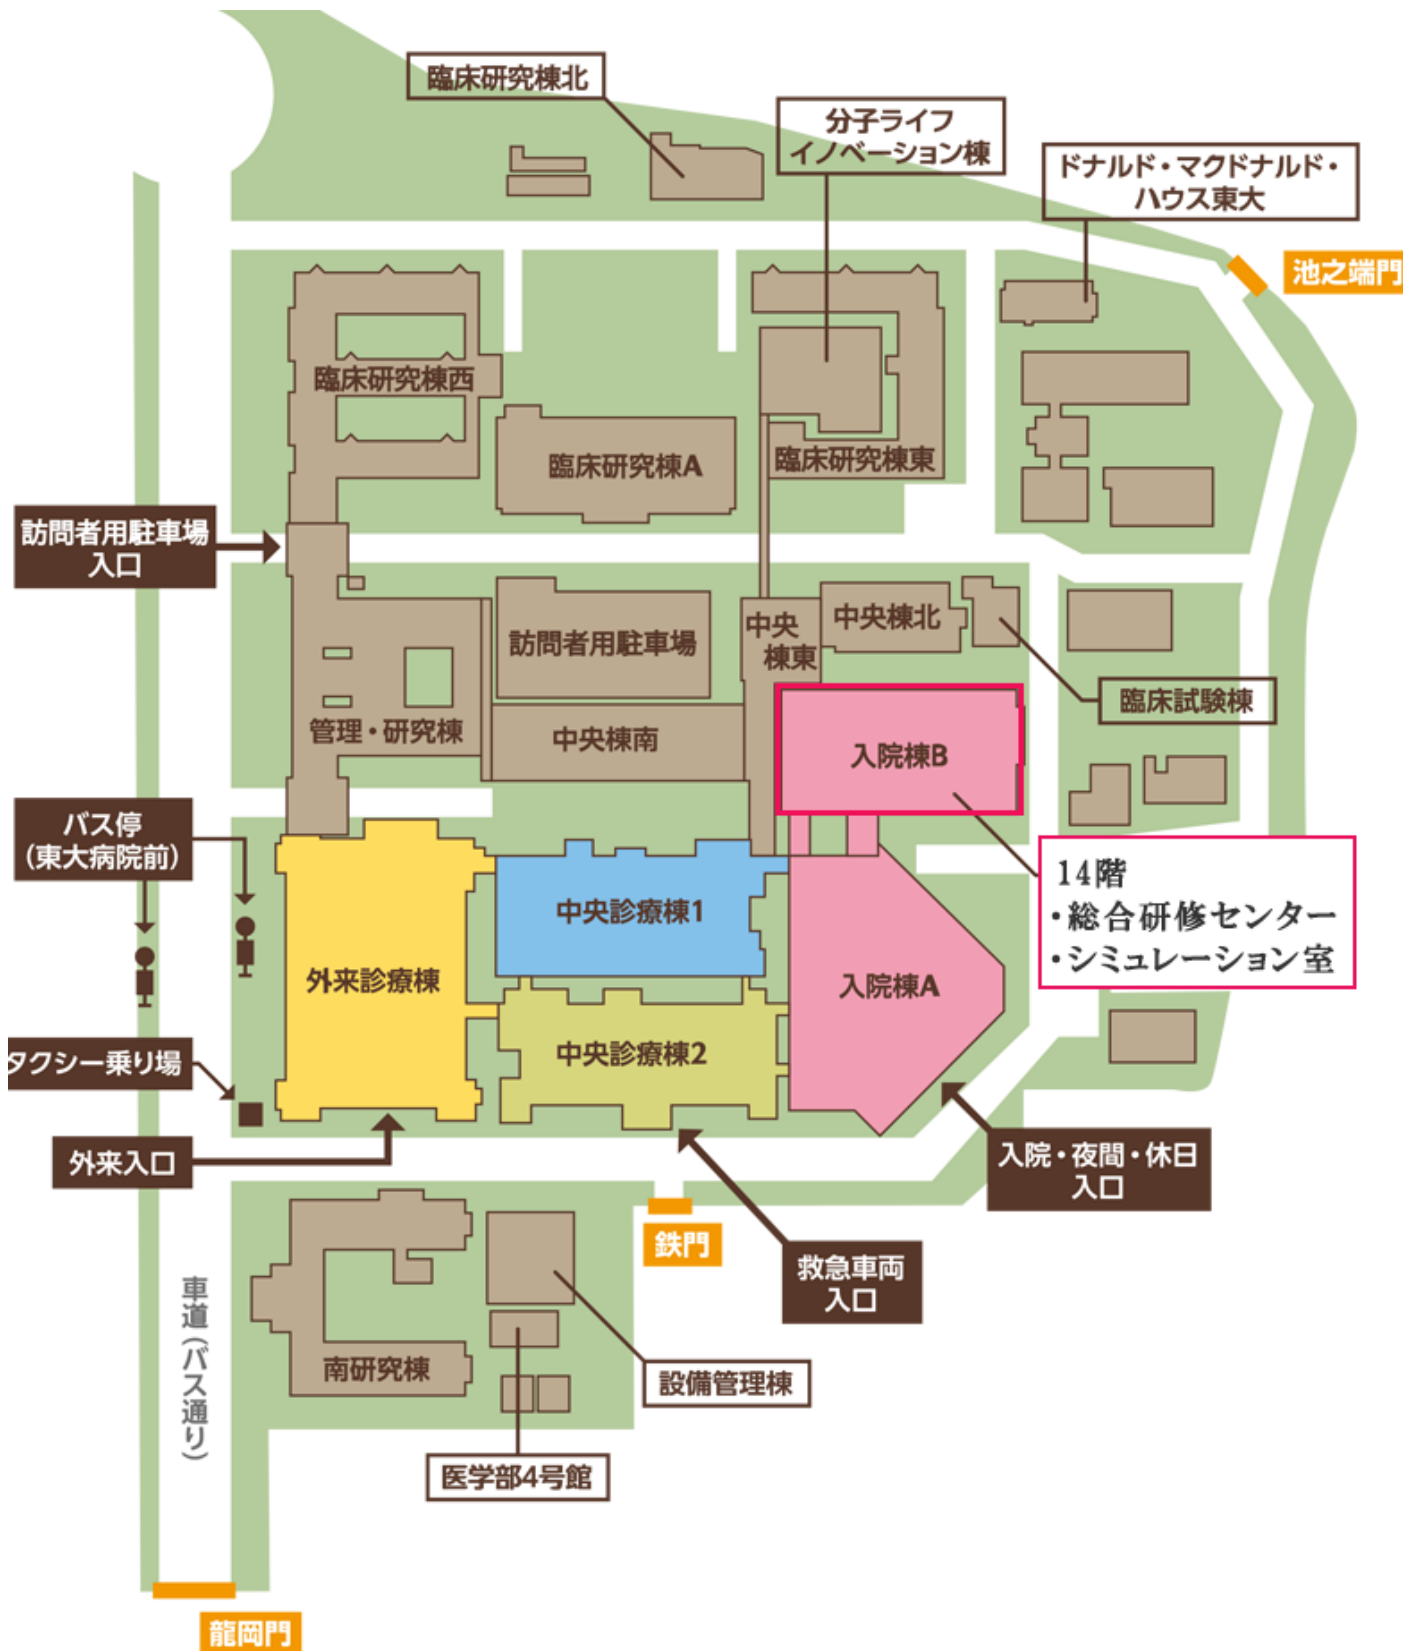 臨床研究棟北
分子ライフ
イノベーション棟
ドナルド・マクドナルド・
ハウス東大
池之端門
臨床研究棟西
臨床研究棟A
臨床研究棟東
訪問者用駐車場
入口
訪問者用駐車場
中央
棟東
中央棟北
臨床試験棟
管理・研究棟
中央棟南
入院棟B
バス停
(東大病院前)
14階
・総合研修センター
・シミュレーション室
外来診療棟
中央診療棟1
入院棟A
中央診療棟2
タクシー乗り場
外来入口
入院・夜間・休日
入口
鉄門
救急車両
入口
車道(バス通り)
南研究棟
設備管理棟
医学部4号館
龍岡門